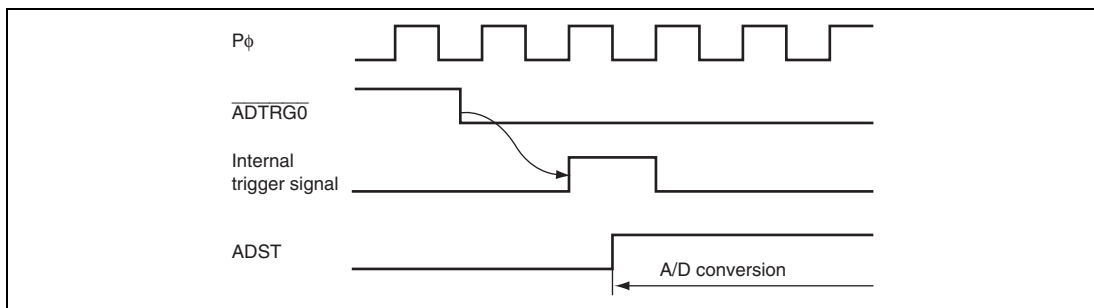 Pϕ
ADTRG0
Internal
trigger signal
ADST
A/D conversion